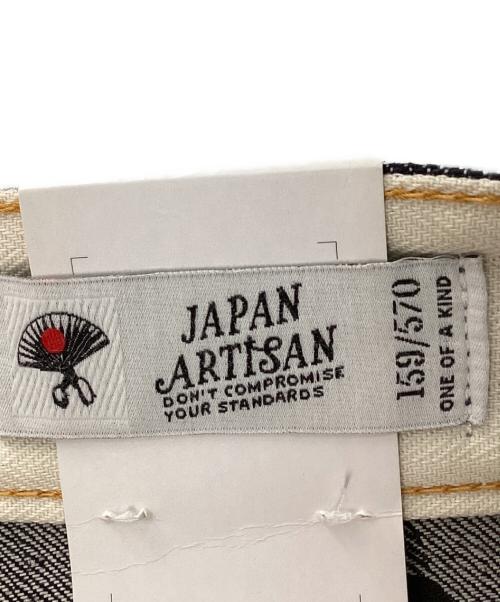 JAPAN
ARTISAN
DON'T COMPROMISE
YOUR STANDARDS
159/570
ONE OF A KIND